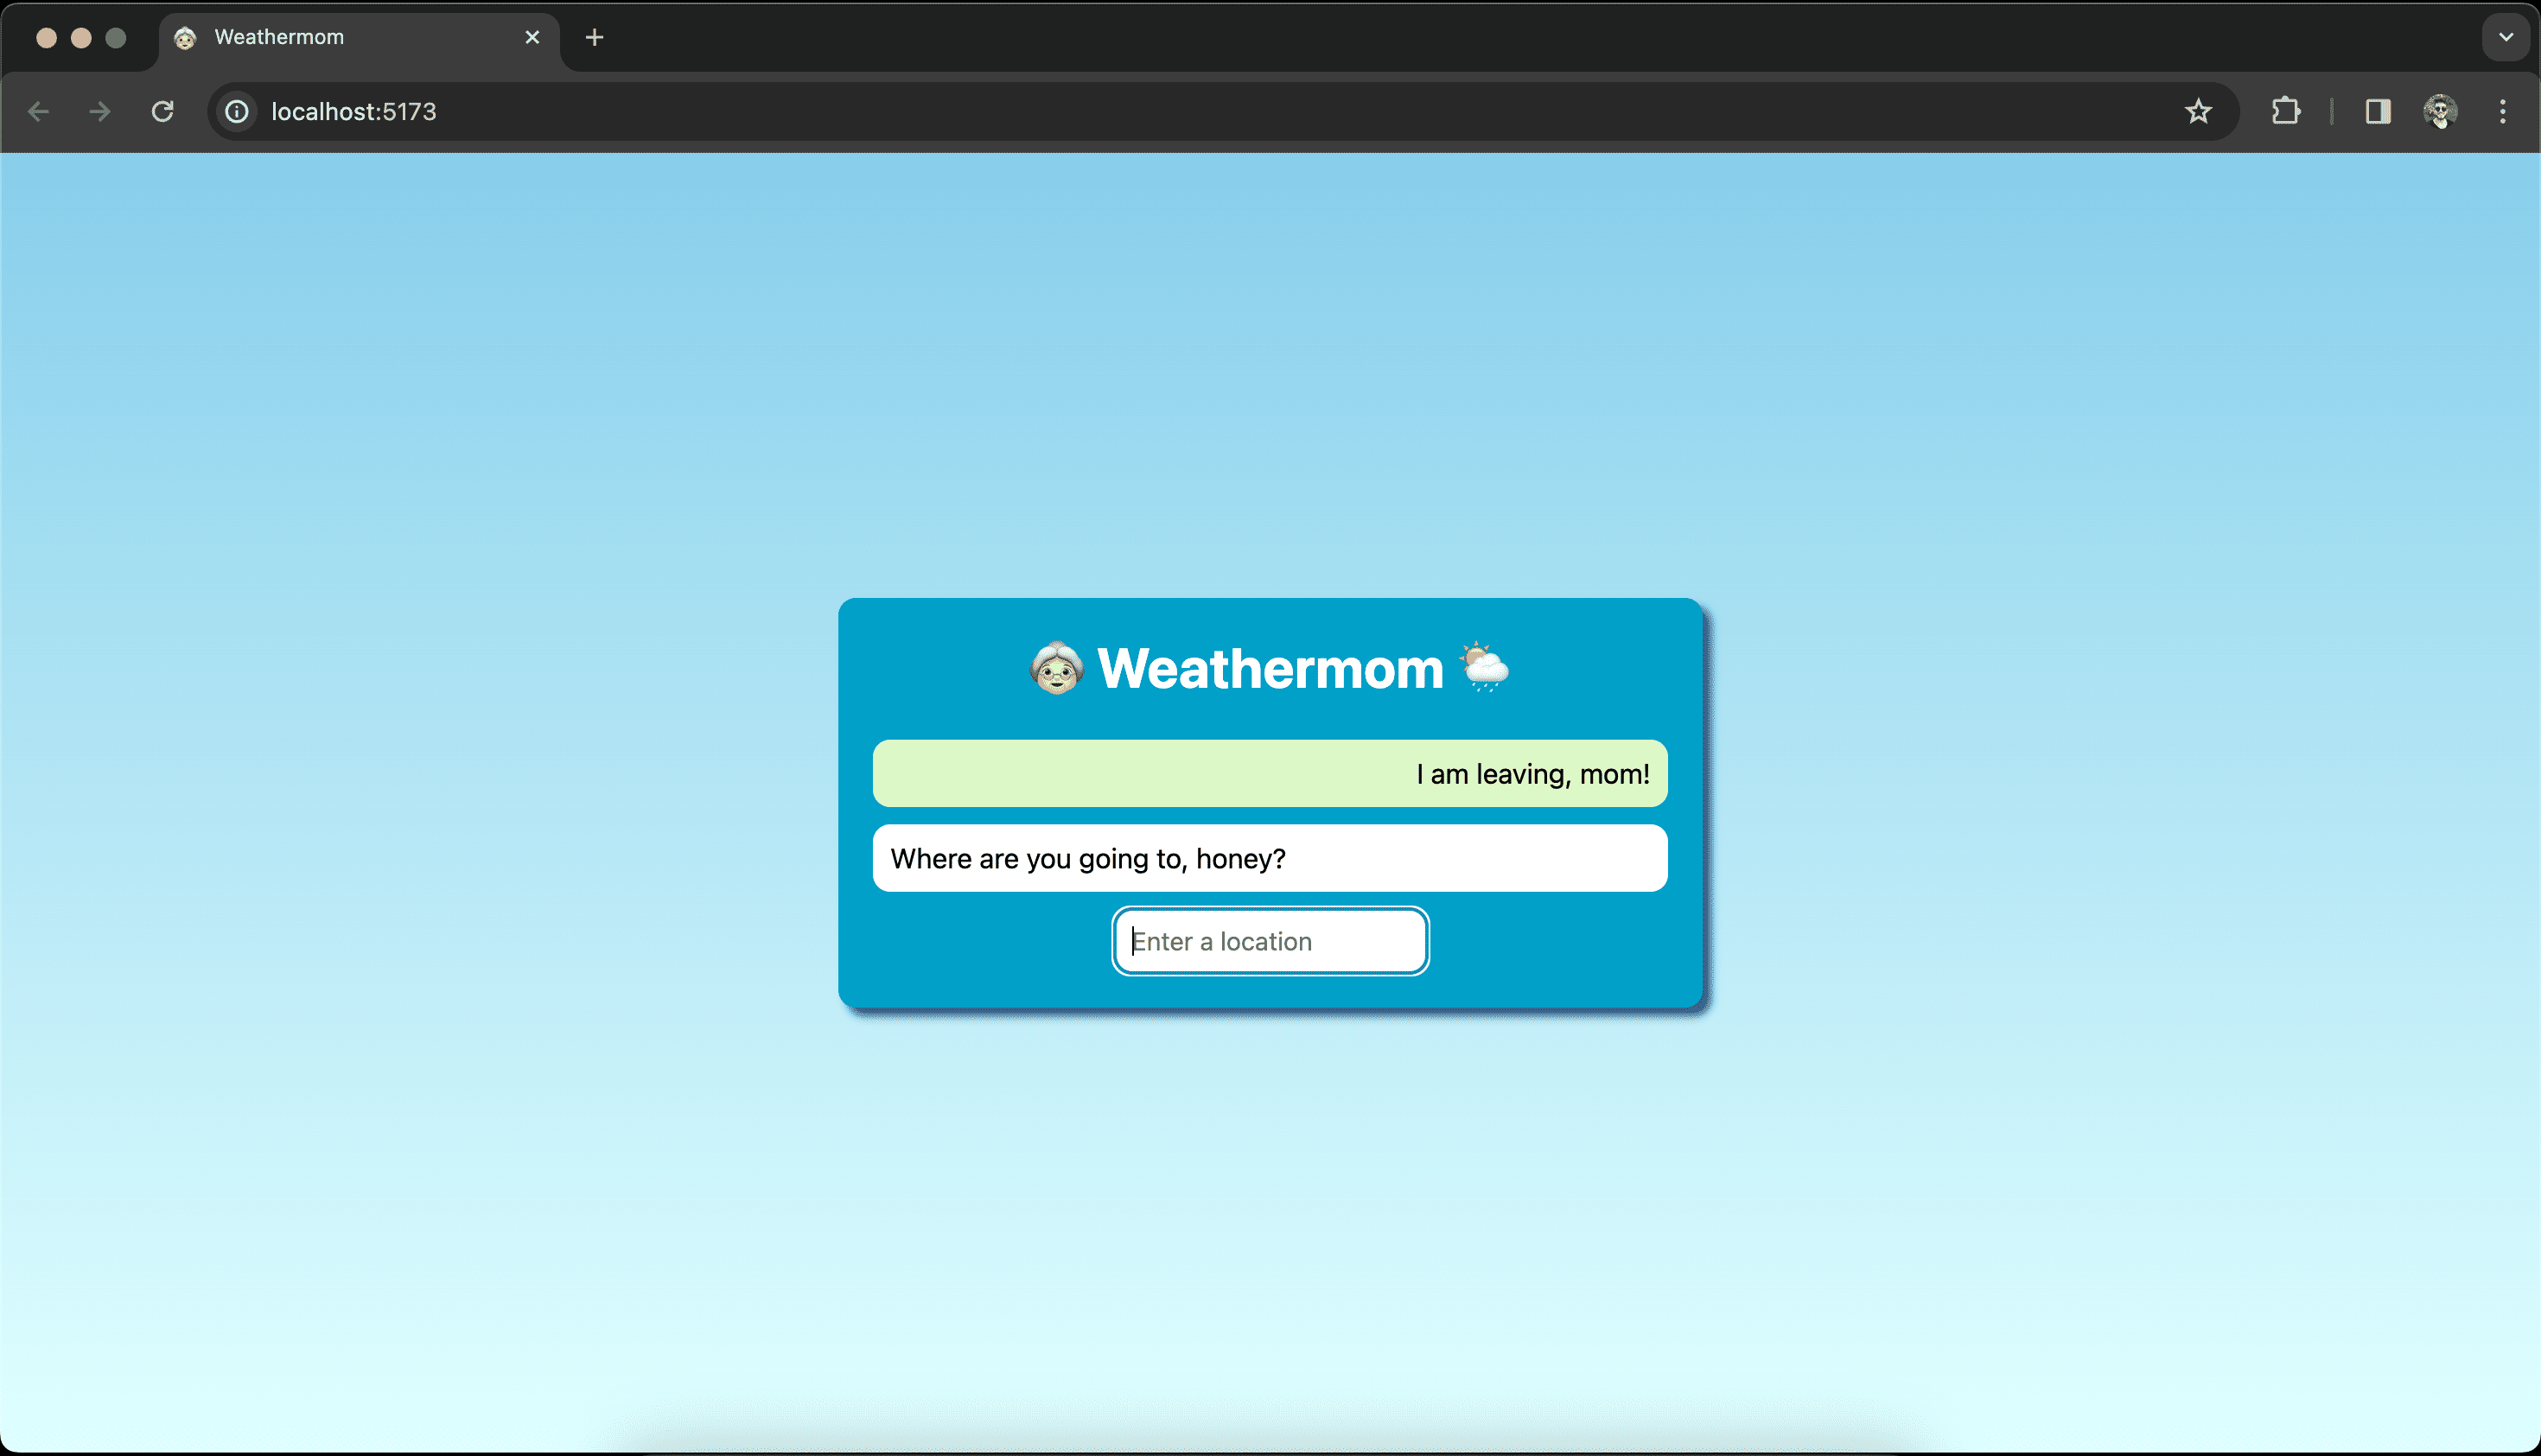 Weathermom
localhost:5173
Weathermom
I am leaving, mom!
Where are you going to, honey?
Enter a location